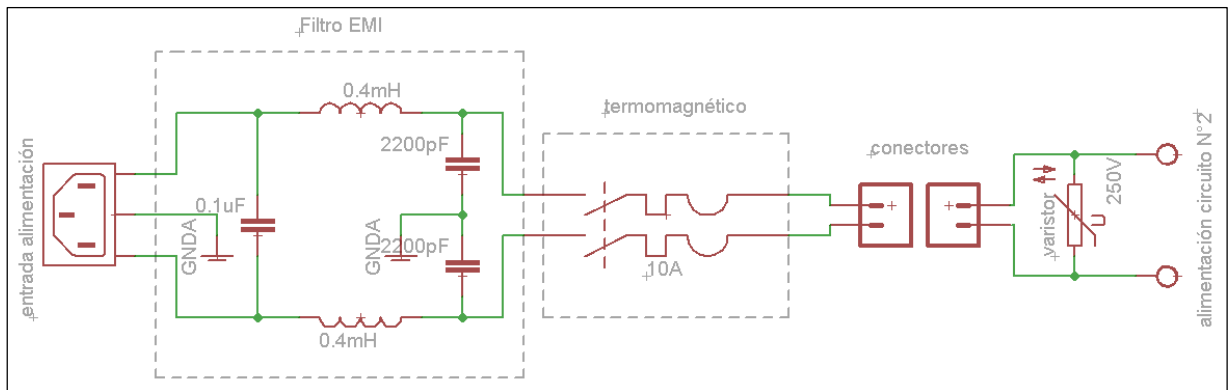 Filtro EMI
0.4mH
termomagnético
2200pF
conectores
entrada alimentación
0.1uF
GNDA
GNDA
2200pF
10A
0.4mH
varistor
250V
U
alimentación circuito N°2